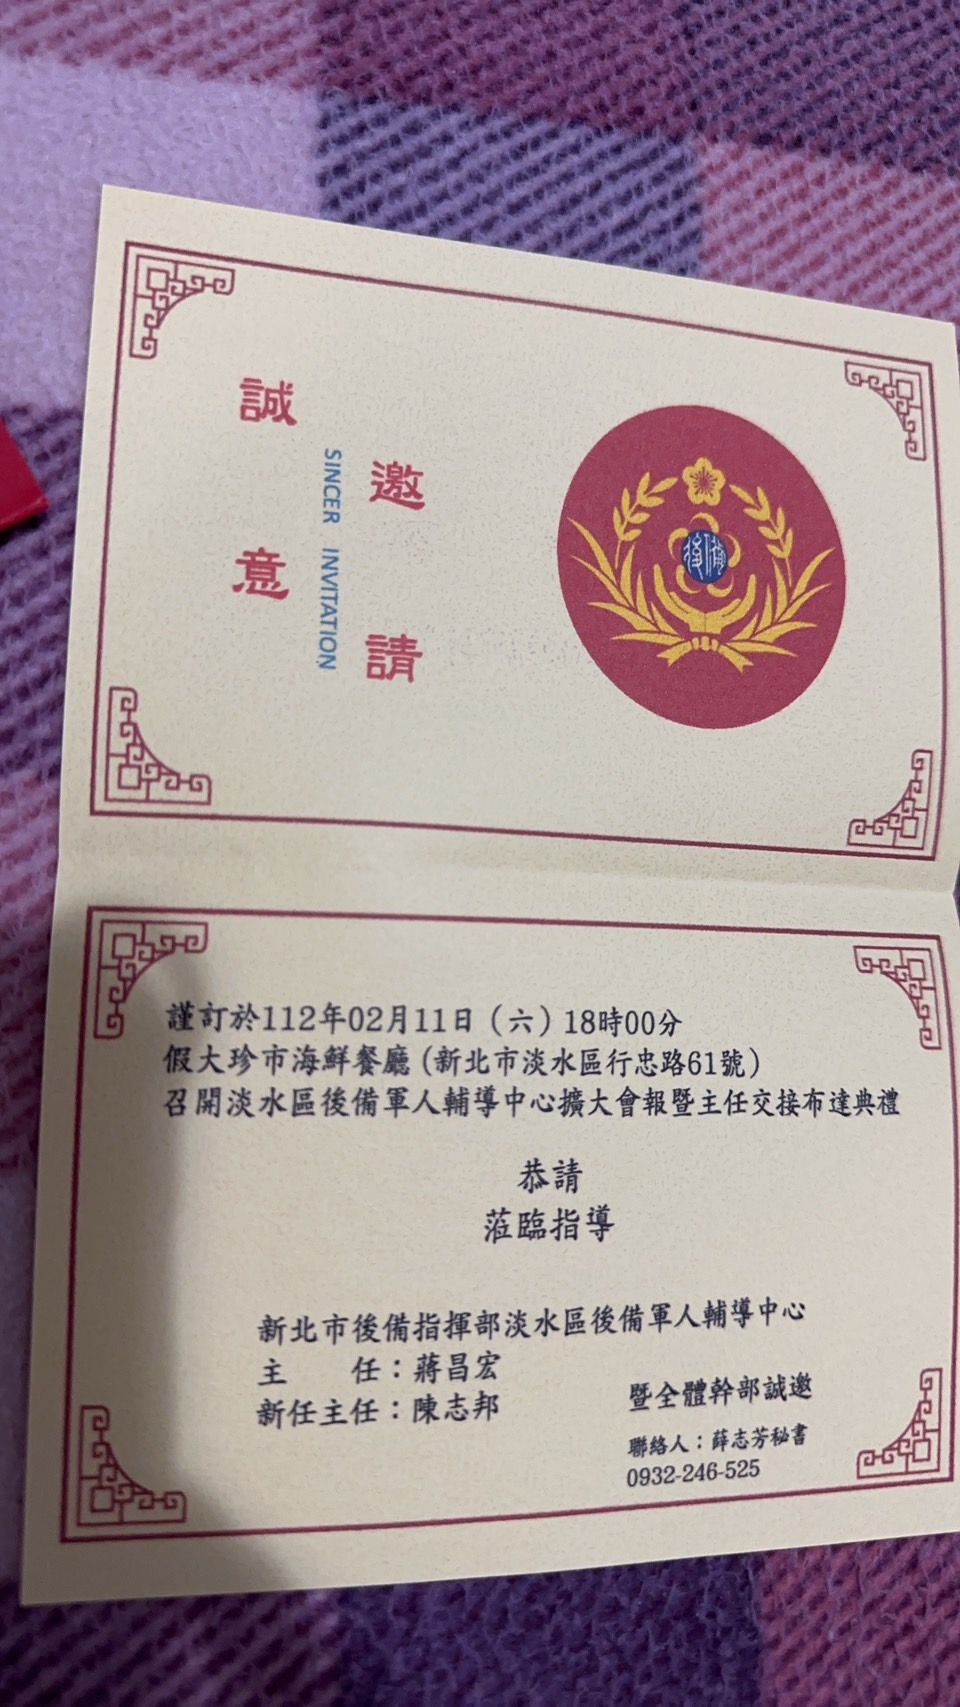 誠意
SINCER INVITATION
邀請
後備
謹訂於112年02月11日（六）18時00分
假大珍市海鮮餐廳(新北市淡水區行忠路61號)
召開淡水區後備軍人輔導中心擴大會報暨主任交接布達典禮
恭請
蒞臨指導
新北市後備指揮部淡水區後備軍人輔導中心
主　　任：蔣昌宏
新任主任：陳志邦
暨全體幹部誠邀
聯絡人：薛志芳秘書
0932-246-525